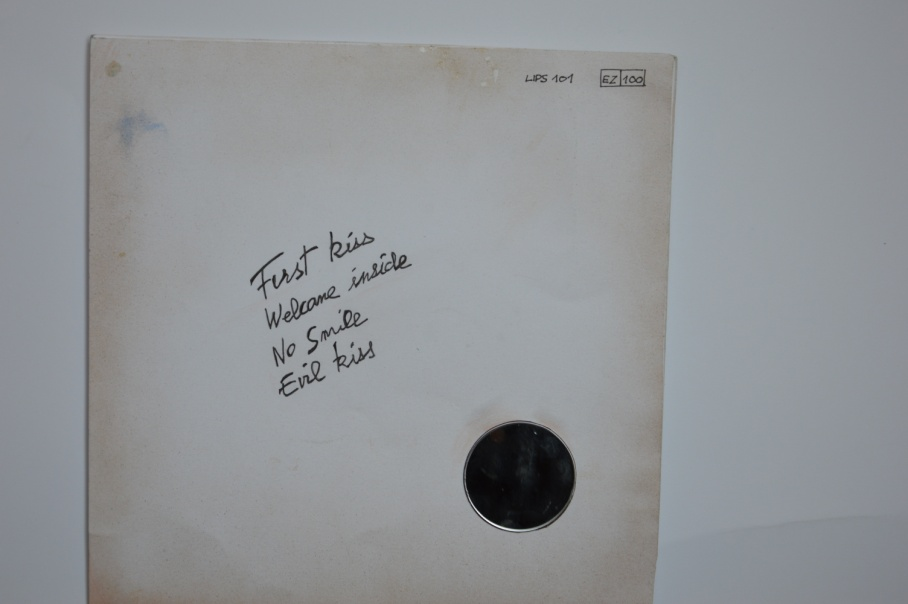 LIPS 101 EZ 100
First kiss
Welcome inside
No Smile
Evil kiss